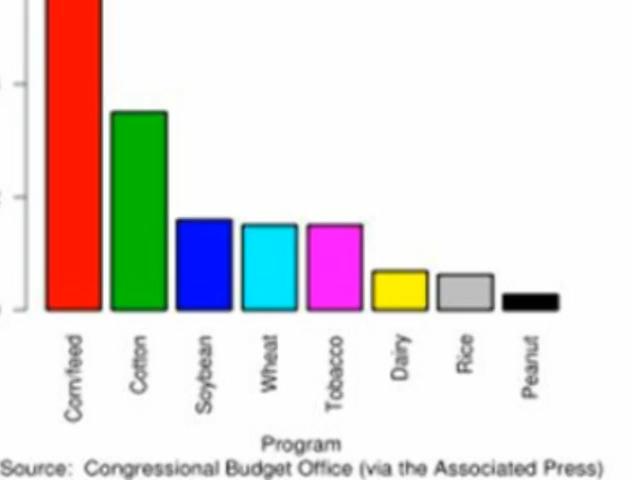 Corn/feed
Cotton
Soybean
Wheat
Tobacco
Dairy
Rice
Peanut
Program
Source: Congressional Budget Office (via the Associated Press)